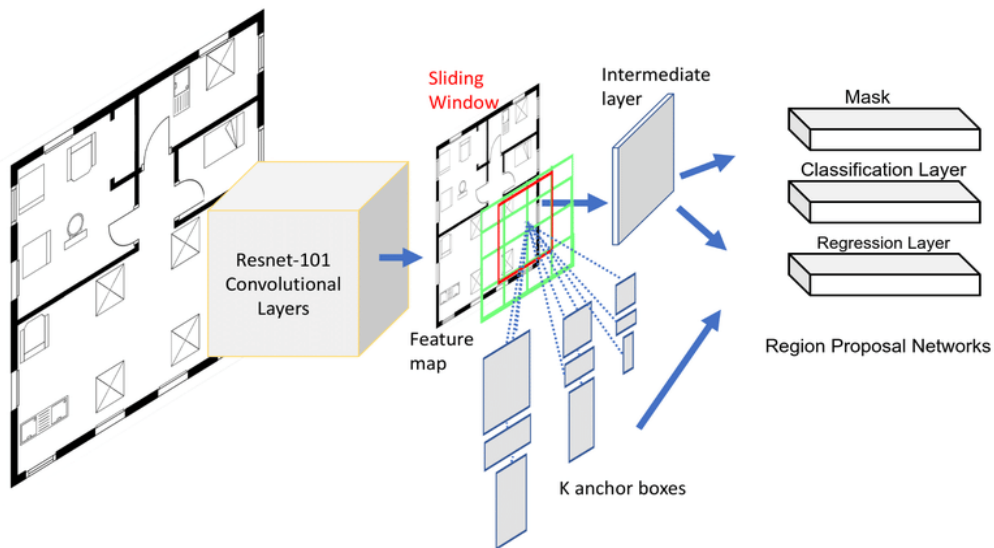 Resnet-101
Convolutional
Layers
Sliding
Window
Feature
map
Intermediate
layer
K anchor boxes
Mask
Classification Layer
Regression Layer
Region Proposal Networks